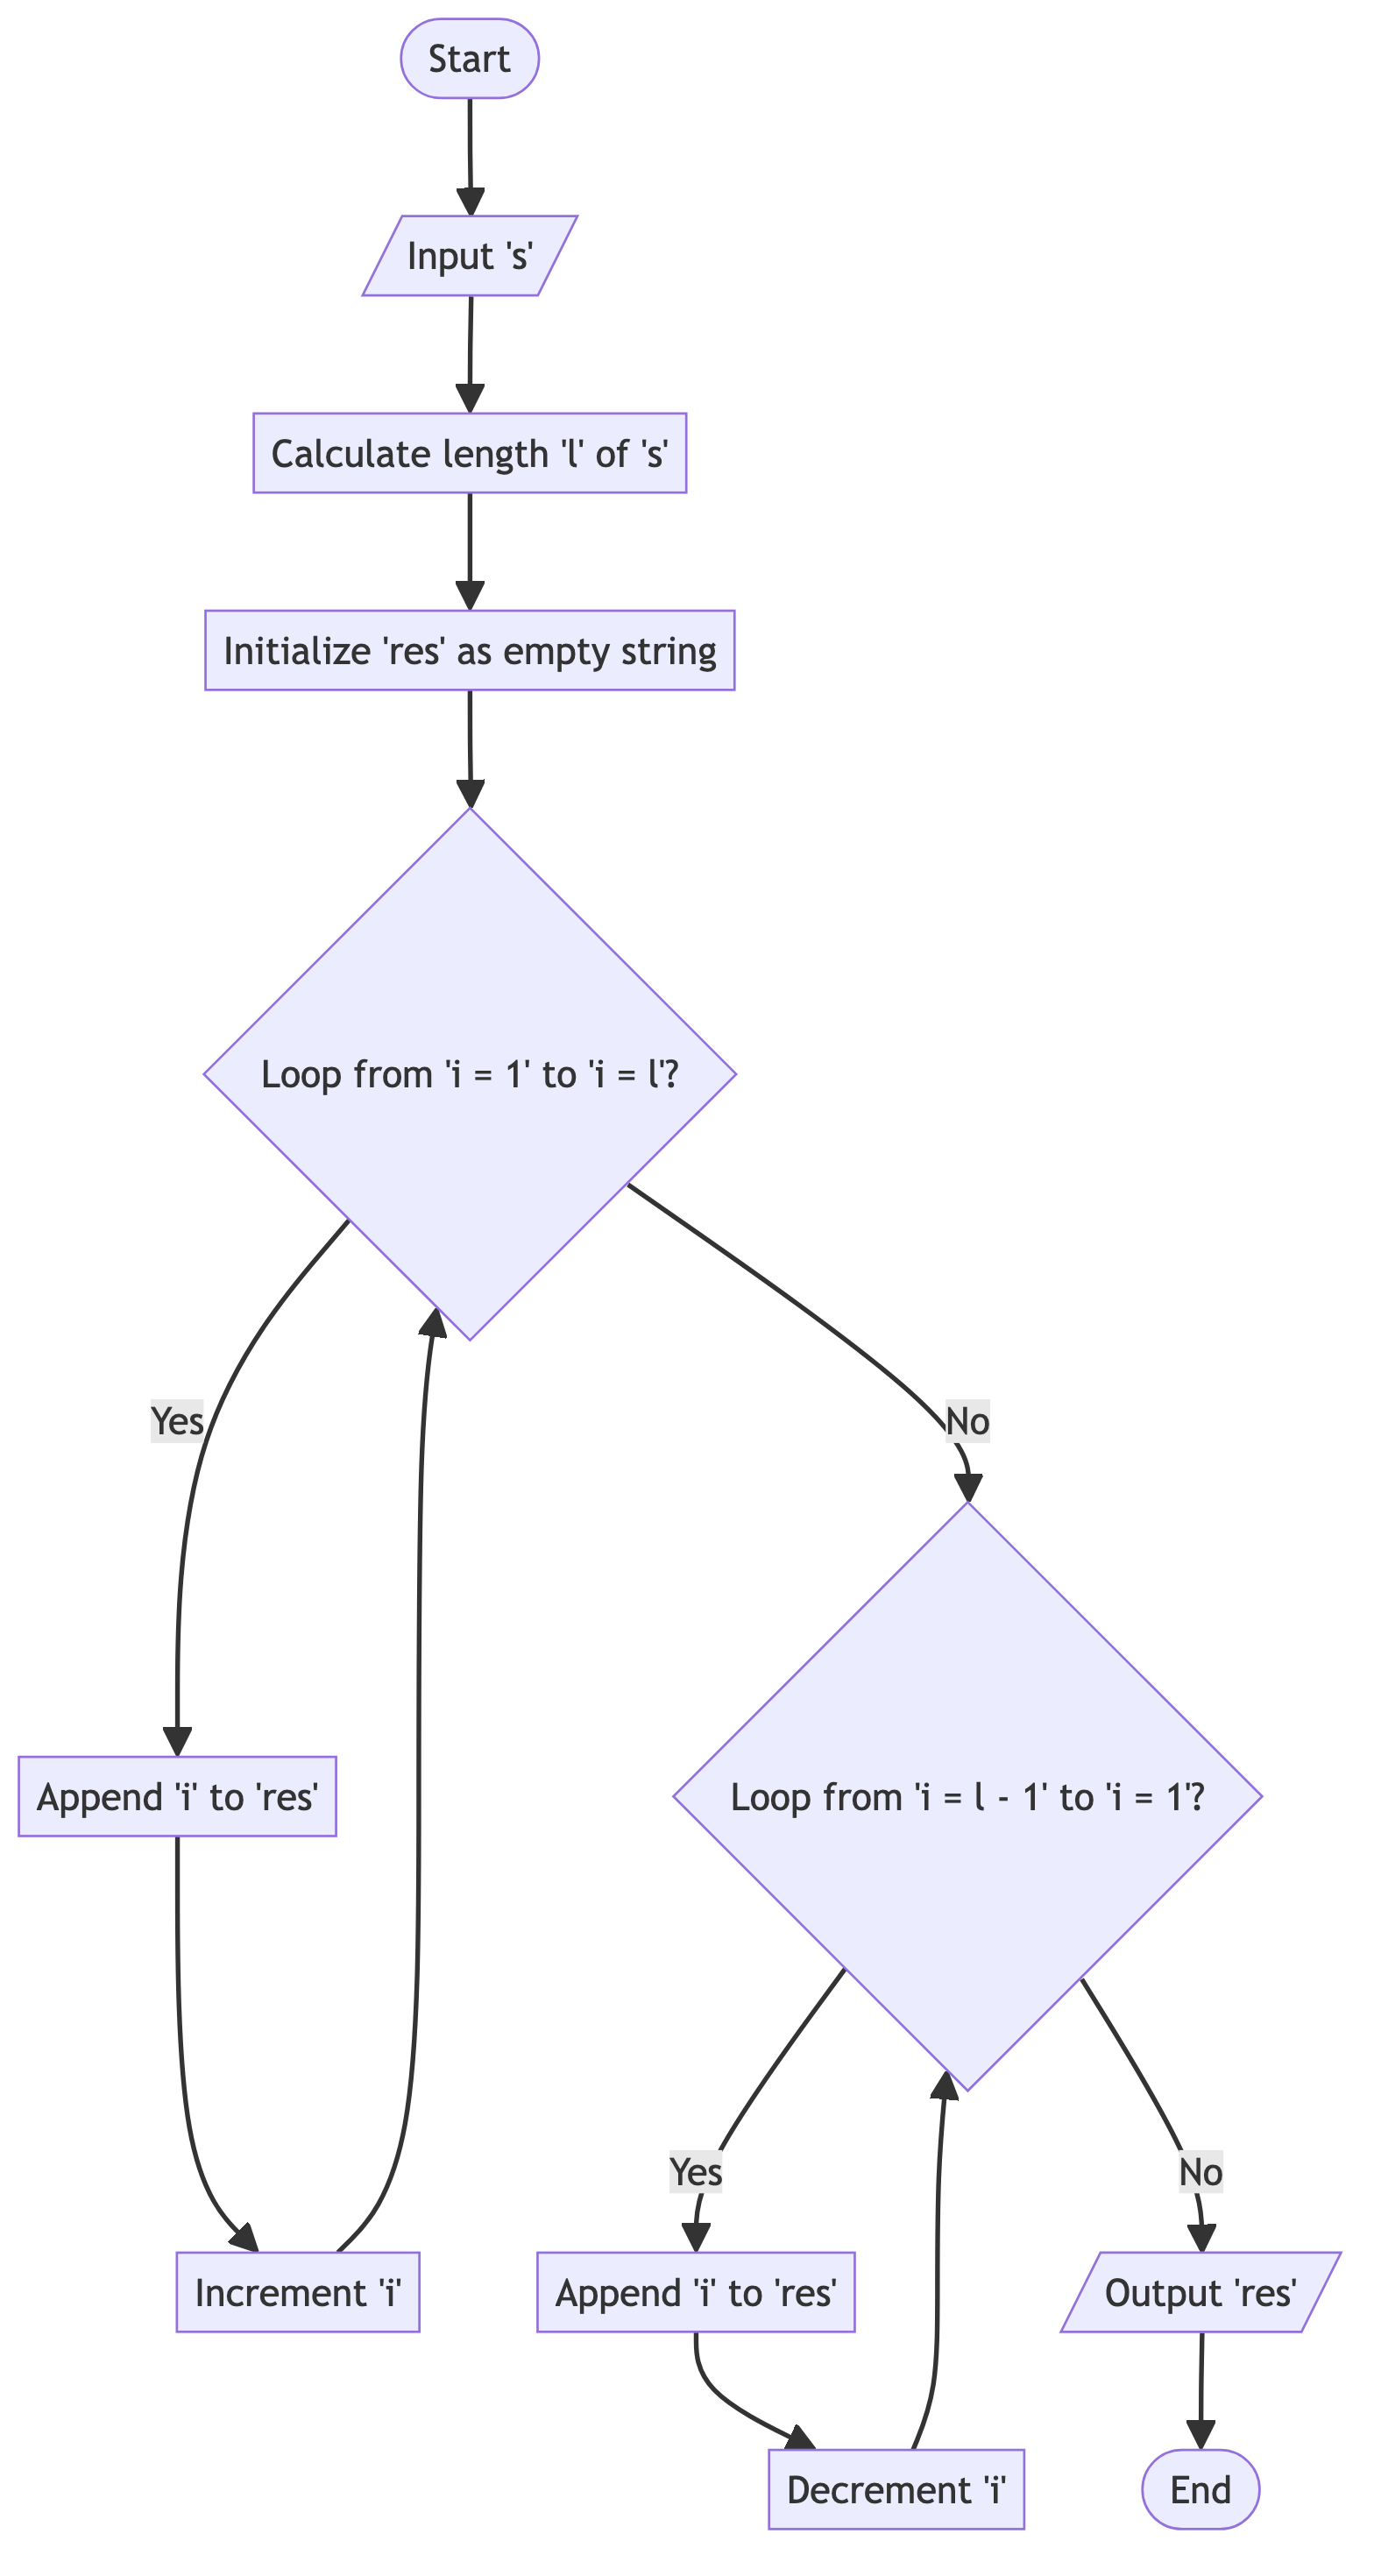 Start
Input 's'
Calculate length 'l' of 's'
Initialize 'res' as empty string
Loop from 'i = 1' to 'i = l'?
Yes
No
Append 'i' to 'res'
Loop from 'i = l - 1' to 'i = 1'?
Yes
No
Increment 'i'
Append 'i' to 'res'
Output 'res'
Decrement 'i'
End